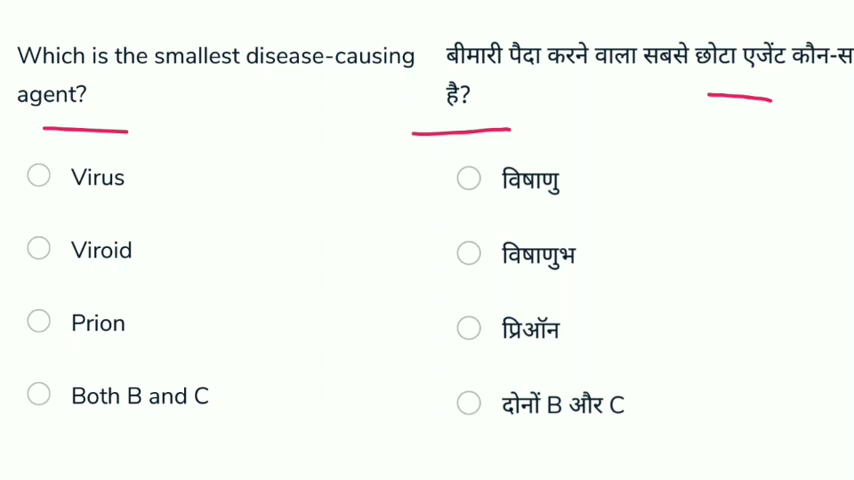 Which is the smallest disease-causing
agent?
Virus
Viroid
Prion
Both B and C
बीमारी पैदा करने वाला सबसे छोटा एजेंट कौन-स
है?
विषाणु
विषाणुभ
प्रिऑन
दोनों B और C